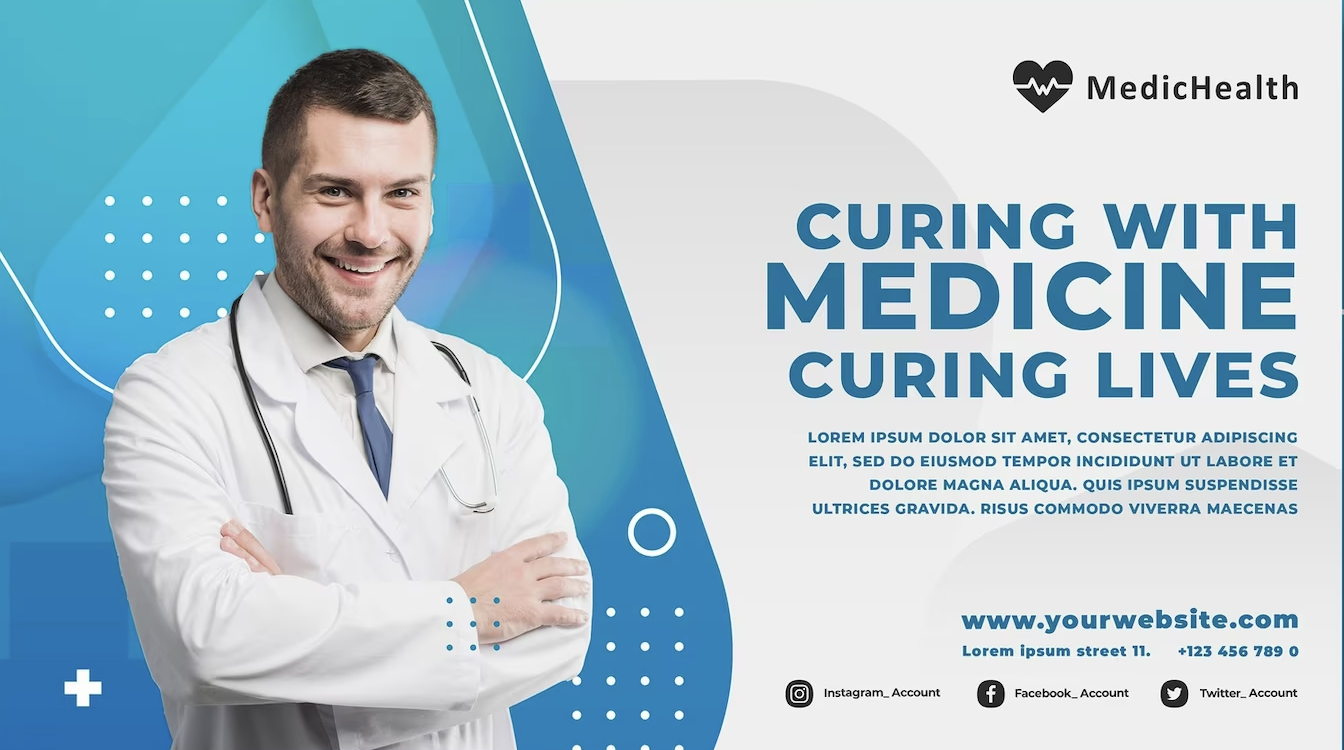 MedicHealth
CURING WITH
MEDICINE
CURING LIVES
LOREM IPSUM DOLOR SIT AMET, CONSECTETUR ADIPISCING
ELIT, SED DO EIUSMOD TEMPOR INCIDIDUNT UT LABORE ET
DOLORE MAGNA ALIQUA. QUIS IPSUM SUSPENDISSE
ULTRICES GRAVIDA. RISUS COMMODO VIVERRA MAECENAS
www.yourwebsite.com
Lorem ipsum street 11. +123 456 789 0
Instagram_ Account Facebook_ Account Twitter_ Account